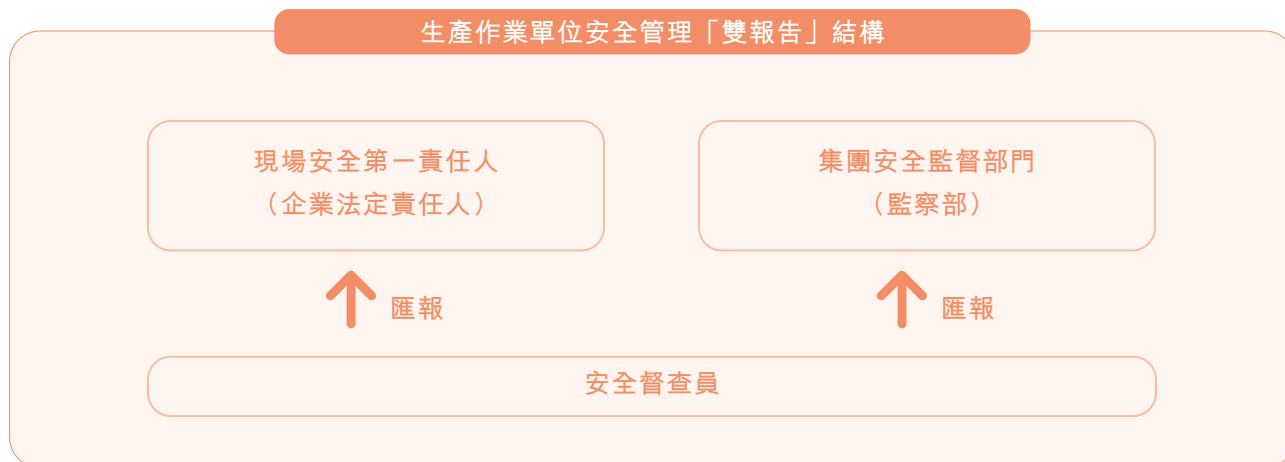 生產作業單位安全管理「雙報告」結構
現場安全第一責任人
（企業法定責任人）
集團安全監督部門
（監察部）
匯報
匯報
安全督查員